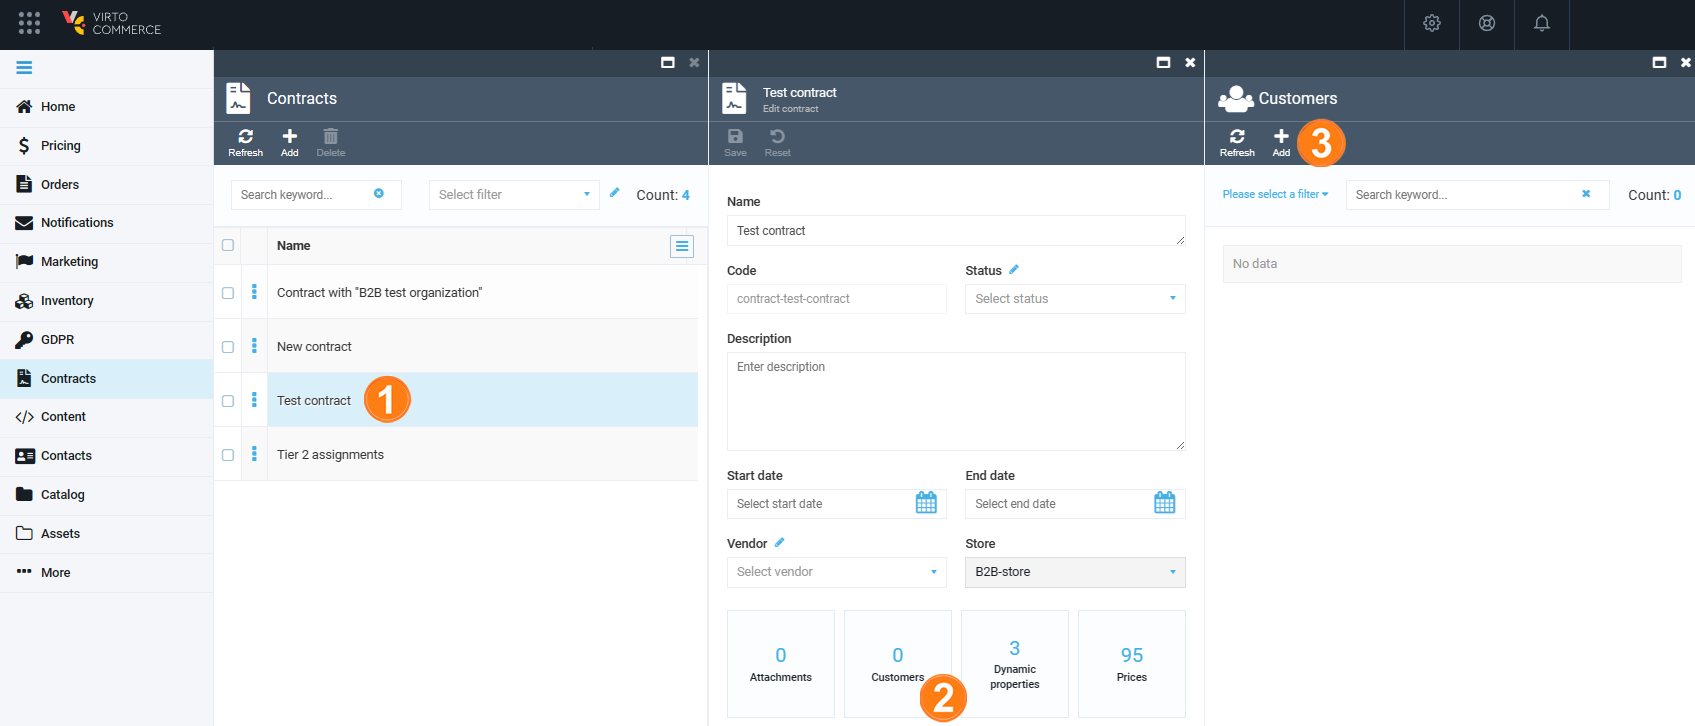 VIRTO
COMMERCE
Home
Pricing
Orders
Notifications
Marketing
Inventory
GDPR
Contracts
Content
Contacts
Catalog
Assets
More
Contracts
Refresh Add Delete
Search keyword... Select filter Count: 4
Name
Contract with "B2B test organization"
New contract
Test contract 1
Tier 2 assignments
Test contract
Edit contract
Save Reset
Name
Test contract
Code Status
contract-test-contract Select status
Description
Enter description
Start date End date
Select start date Select end date
Vendor Store
Select vendor B2B-store
0 Attachments
0 Customers
2
3 Dynamic
properties
95 Prices
Customers
Refresh Add 3
Please select a filter Search keyword... Count: 0
No data